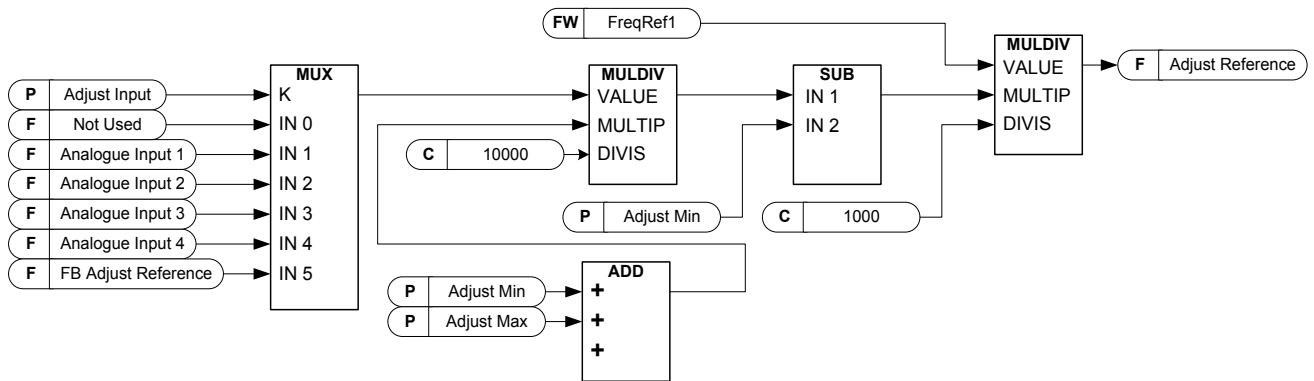 FW FreqRef1
MULDIV
VALUE
MULTIP
DIVIS
F Adjust Reference
MUX
K
IN 0
IN 1
IN 2
IN 3
IN 4
IN 5
P Adjust Input
F Not Used
F Analogue Input 1
F Analogue Input 2
F Analogue Input 3
F Analogue Input 4
F FB Adjust Reference
MULDIV
VALUE
MULTIP
DIVIS
C 10000
SUB
IN 1
IN 2
P Adjust Min
C 1000
ADD
+
+
+
P Adjust Min
P Adjust Max